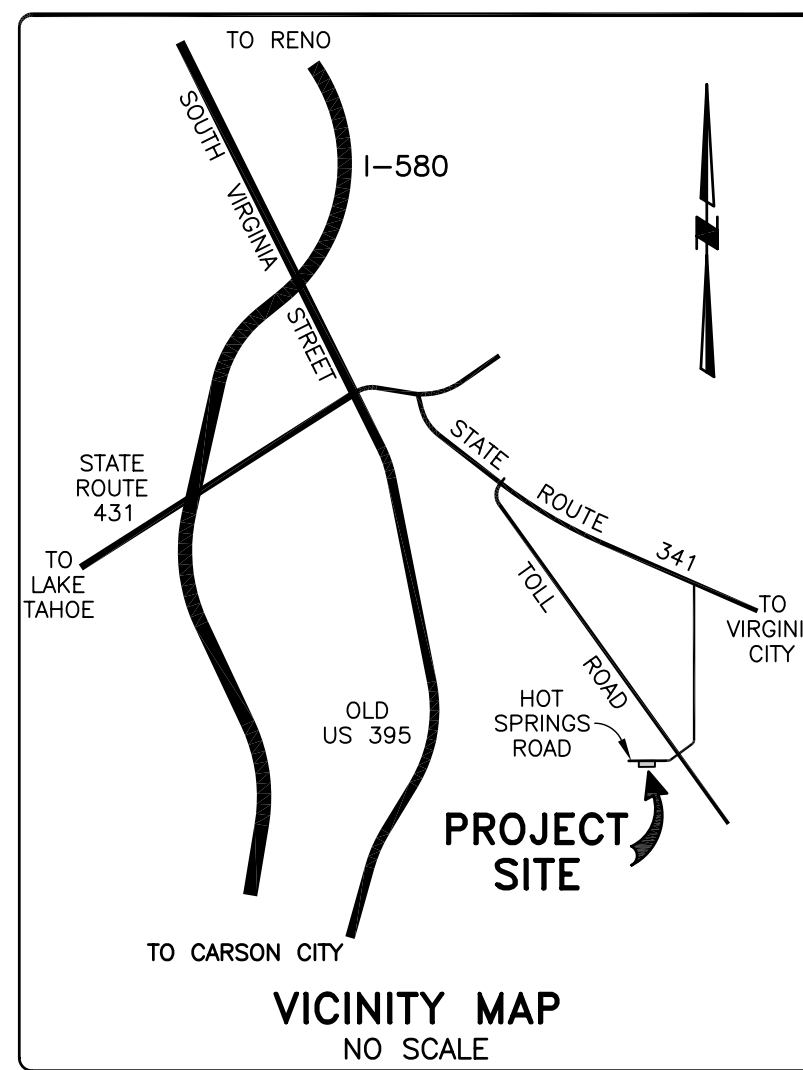 TO RENO
SOUTH VIRGINIA STREET
I-580
N
STATE
ROUTE
431
TO
LAKE
TAHOE
STATE ROUTE 341
TO
VIRGINI
CITY
TOLL ROAD
OLD
US 395
HOT
SPRINGS
ROAD
PROJECT
SITE
TO CARSON CITY
VICINITY MAP
NO SCALE